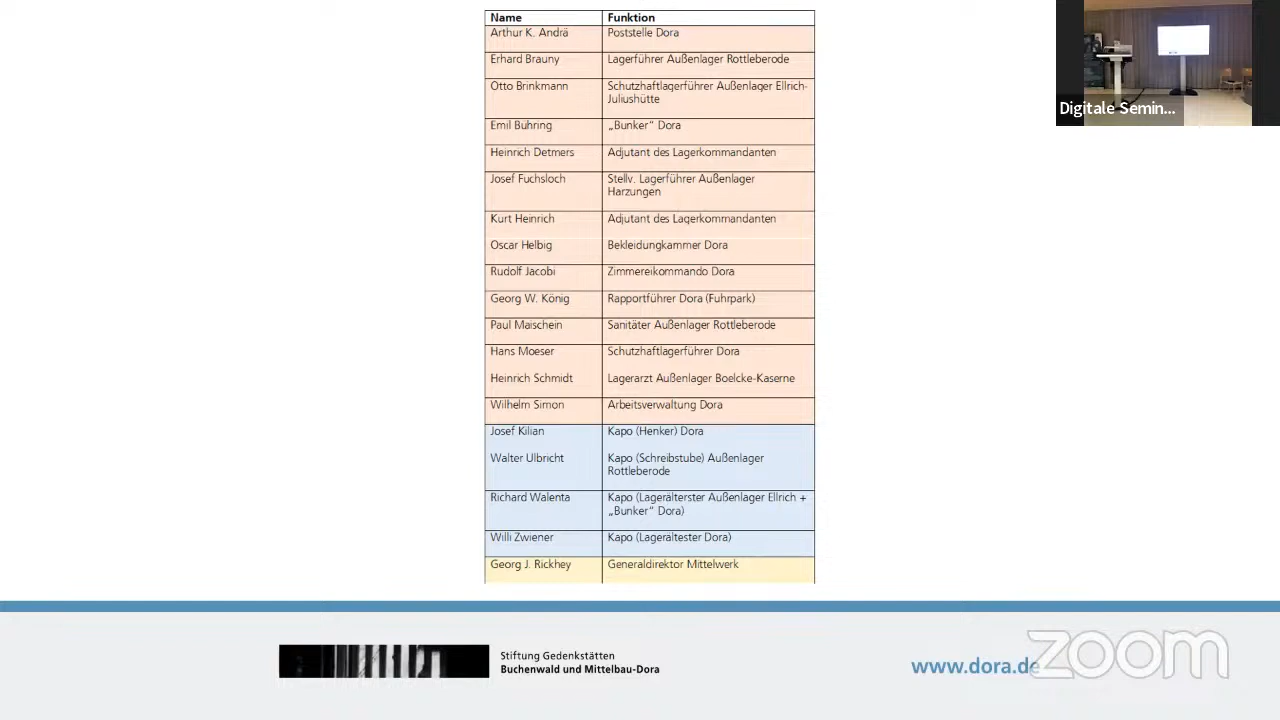 Name Funktion
Arthur K. Andrä Poststelle Dora
Erhard Brauny Lagerführer Außenlager Rottleberode
Otto Brinkmann Schutzhaftlagerführer Außenlager Ellrich-
Juliushütte
Emil Bühring „Bunker“ Dora
Heinrich Detmers Adjutant des Lagerkommandanten
Josef Fuchsloch Stellv. Lagerführer Außenlager
Harzungen
Kurt Heinrich Adjutant des Lagerkommandanten
Oscar Helbig Bekleidungkammer Dora
Rudolf Jacobi Zimmereikommando Dora
Georg W. König Rapportführer Dora (Fuhrpark)
Paul Maischein Sanitäter Außenlager Rottleberode
Hans Moeser Schutzhaftlagerführer Dora
Heinrich Schmidt Lagerarzt Außenlager Boelcke-Kaserne
Wilhelm Simon Arbeitsverwaltung Dora
Josef Kilian Kapo (Henker) Dora
Walter Ulbricht Kapo (Schreibstube) Außenlager
Rottleberode
Richard Walenta Kapo (Lagerälterster Außenlager Ellrich +
„Bunker“ Dora)
Willi Zwiener Kapo (Lagerältester Dora)
Georg J. Rickhey Generaldirektor Mittelwerk
Digitale Semin...
Stiftung Gedenkstätten
Buchenwald und Mittelbau-Dora
www.dora.de
zoom